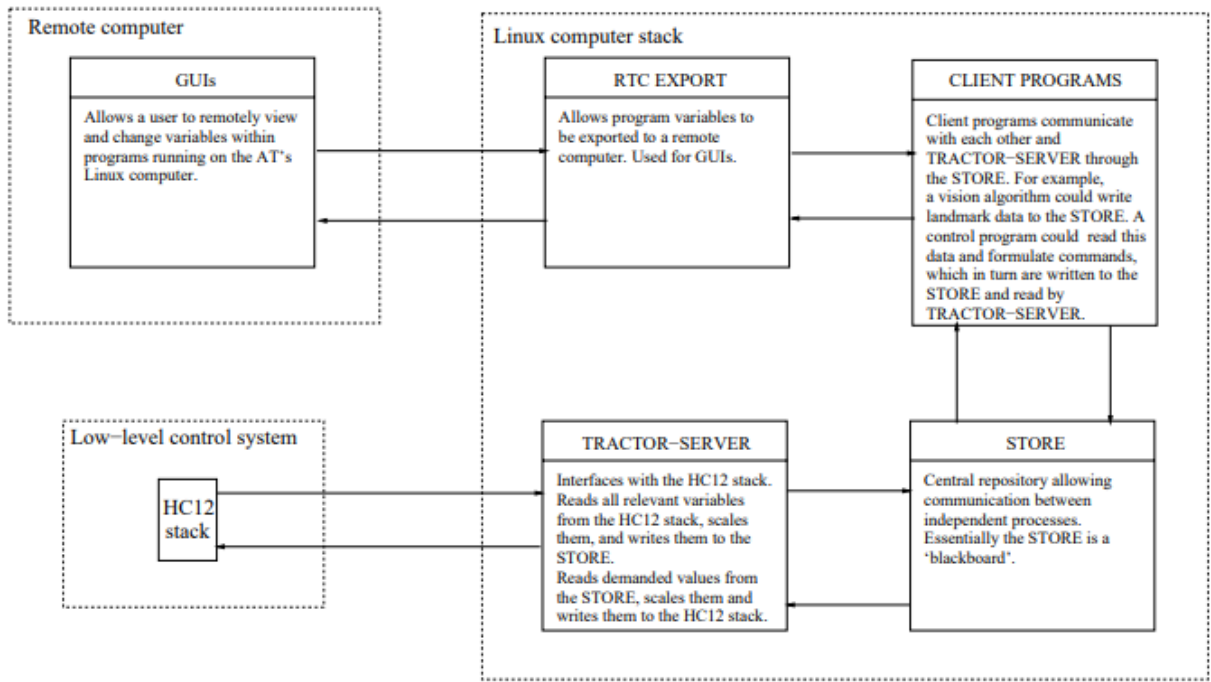 Remote computer
GUIs
Allows a user to remotely view
and change variables within
programs running on the AT's
Linux computer.
Linux computer stack
RTC EXPORT
Allows program variables to
be exported to a remote
computer. Used for GUIs.
CLIENT PROGRAMS
Client programs communicate
with each other and
TRACTOR−SERVER through
the STORE. For example,
a vision algorithm could write
landmark data to the STORE. A
control program could read this
data and formulate commands,
which in turn are written to the
STORE and read by
TRACTOR−SERVER.
Low−level control system
HC12
stack
TRACTOR−SERVER
Interfaces with the HC12 stack.
Reads all relevant variables
from the HC12 stack, scales
them, and writes them to the
STORE.
Reads demanded values from
the STORE, scales them and
writes them to the HC12 stack.
STORE
Central repository allowing
communication between
independent processes.
Essentially the STORE is a
‘blackboard’.